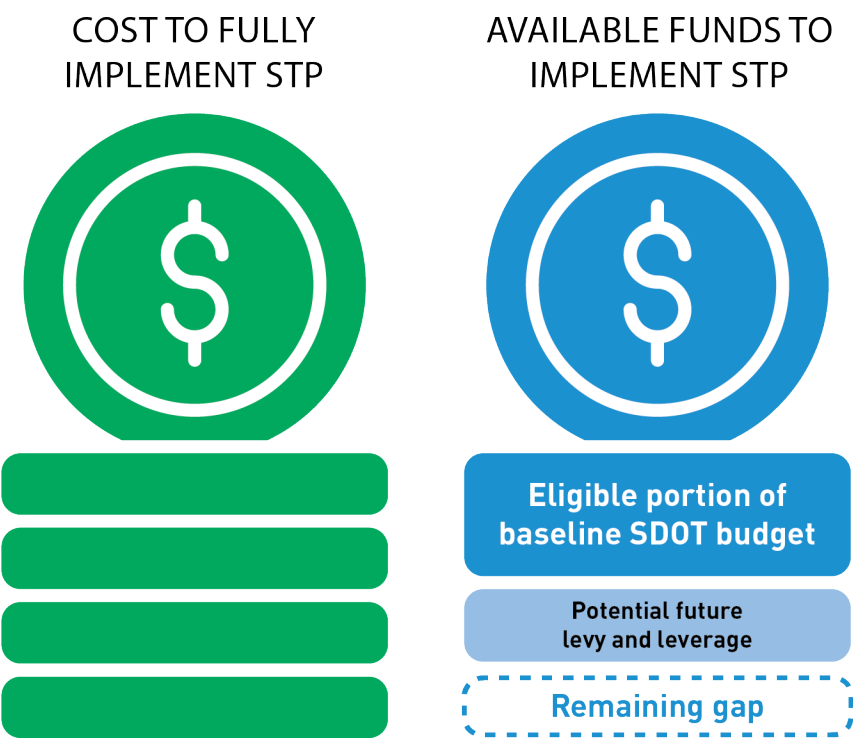 COST TO FULLY
IMPLEMENT STP
AVAILABLE FUNDS TO
IMPLEMENT STP
$
$
Eligible portion of
baseline SDOT budget
Potential future
levy and leverage
Remaining gap